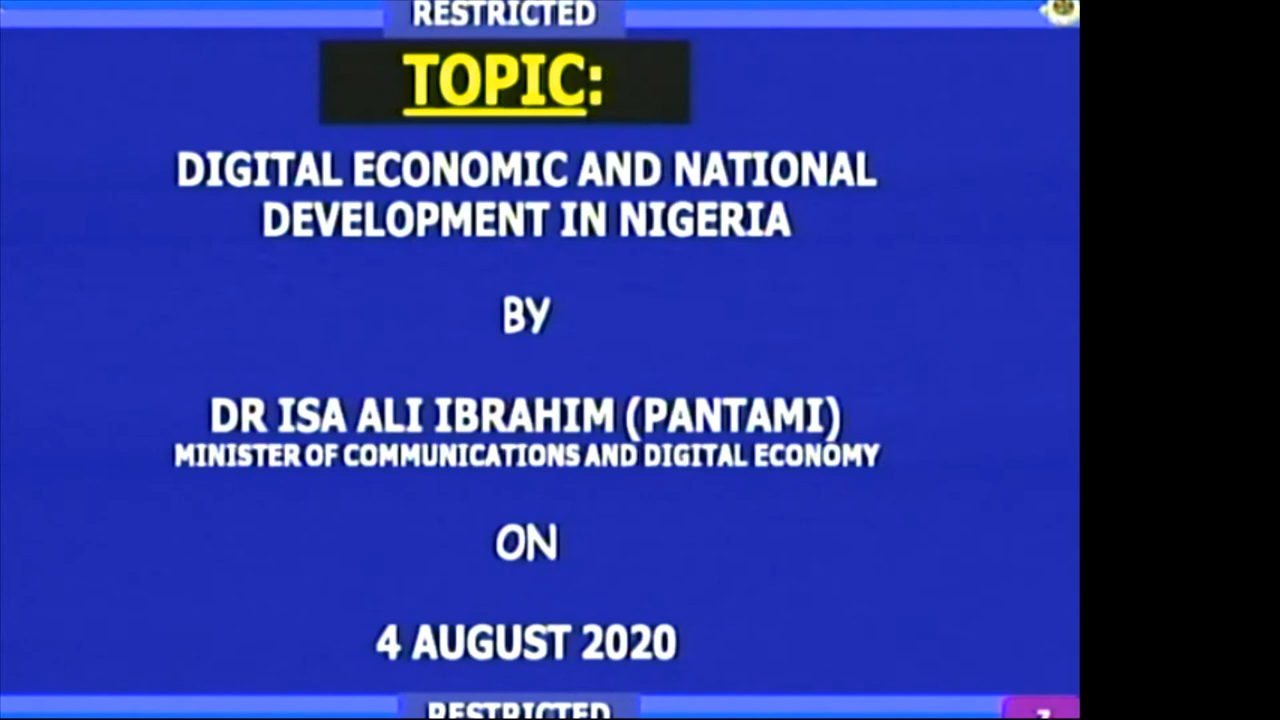 RESTRICTED
TOPIC:
DIGITAL ECONOMIC AND NATIONAL
DEVELOPMENT IN NIGERIA
BY
DR ISA ALI IBRAHIM (PANTAMI)
MINISTER OF COMMUNICATIONS AND DIGITAL ECONOMY
ON
4 AUGUST 2020
RESTRICTED